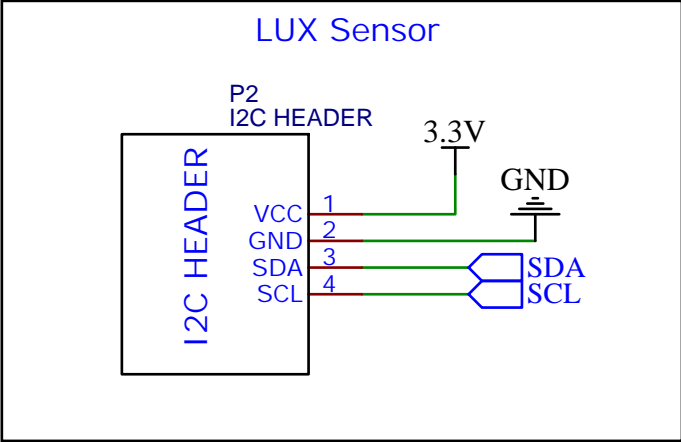 LUX Sensor
P2
I2C HEADER
3.3V
GND
I2C HEADER
VCC 1
GND 2
SDA 3
SCL 4
SDA
SCL